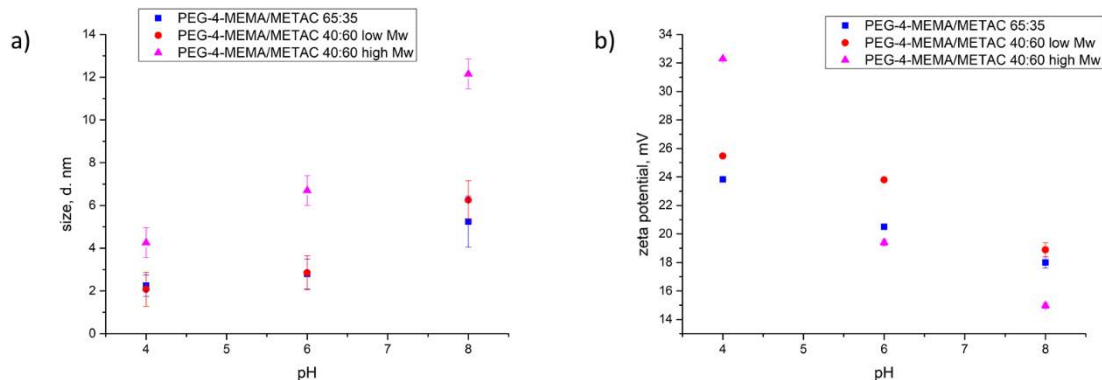 a)
PEG-4-MEMA/METAC 65:35
PEG-4-MEMA/METAC 40:60 low Mw
PEG-4-MEMA/METAC 40:60 high Mw
14
12
10
8
6
4
2
0
size, d. nm
4
5
6
7
8
pH
b)
PEG-4-MEMA/METAC 65:35
PEG-4-MEMA/METAC 40:60 low Mw
PEG-4-MEMA/METAC 40:60 high Mw
34
32
30
28
26
24
22
20
18
16
14
zeta potential, mV
4
5
6
7
8
pH